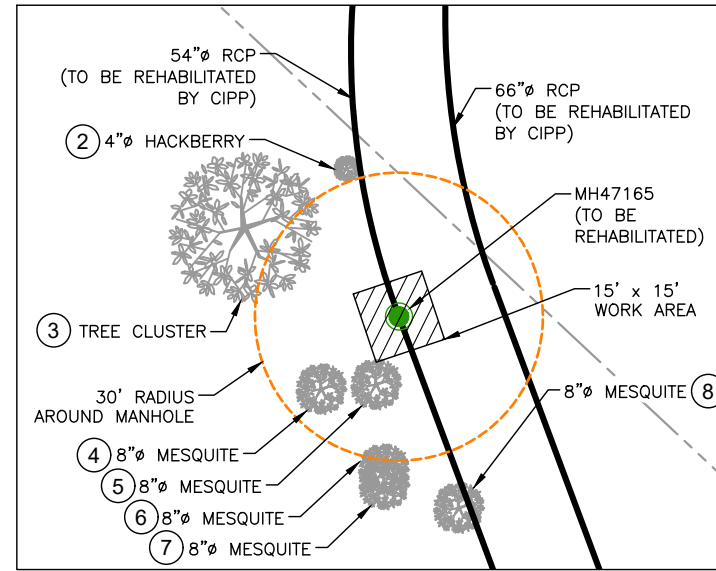 54"ø RCP
(TO BE REHABILITATED
BY CIPP)
66"ø RCP
(TO BE REHABILITATED
BY CIPP)
2 4"ø HACKBERRY
MH47165
(TO BE
REHABILITATED)
15' x 15'
WORK AREA
3 TREE CLUSTER
30' RADIUS
AROUND MANHOLE
8"ø MESQUITE 8
4 8"ø MESQUITE
5 8"ø MESQUITE
6 8"ø MESQUITE
7 8"ø MESQUITE